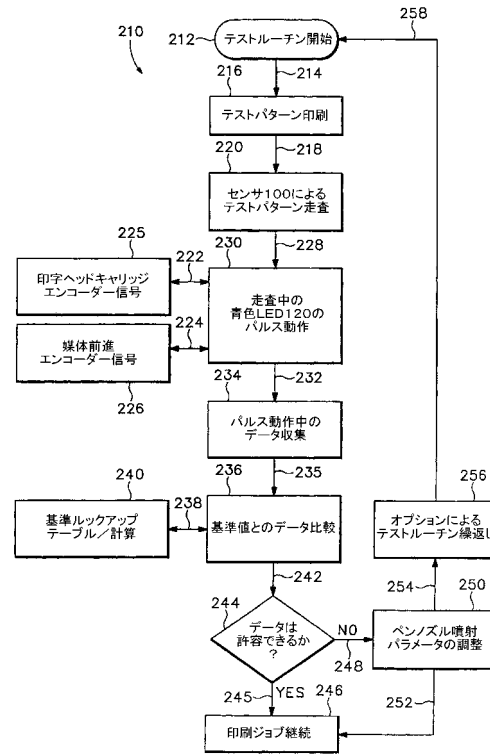 210
212
テストルーチン開始
258
214
216
テストパターン印刷
218
220
センサ100による
テストパターン走査
228
225
印字ヘッドキャリッジ
エンコーダー信号
222
230
走査中の
青色LED120の
パルス動作
224
媒体前進
エンコーダー信号
226
232
234
パルス動作中の
データ収集
235
236
基準値とのデータ比較
238
240
基準ルックアップ
テーブル／計算
242
244
データは
許容できるか
?
NO
248
250
ペンノズル噴射
パラメータの調整
254
256
オプションによる
テストルーチン繰返し
245
YES
246
印刷ジョブ継続
252